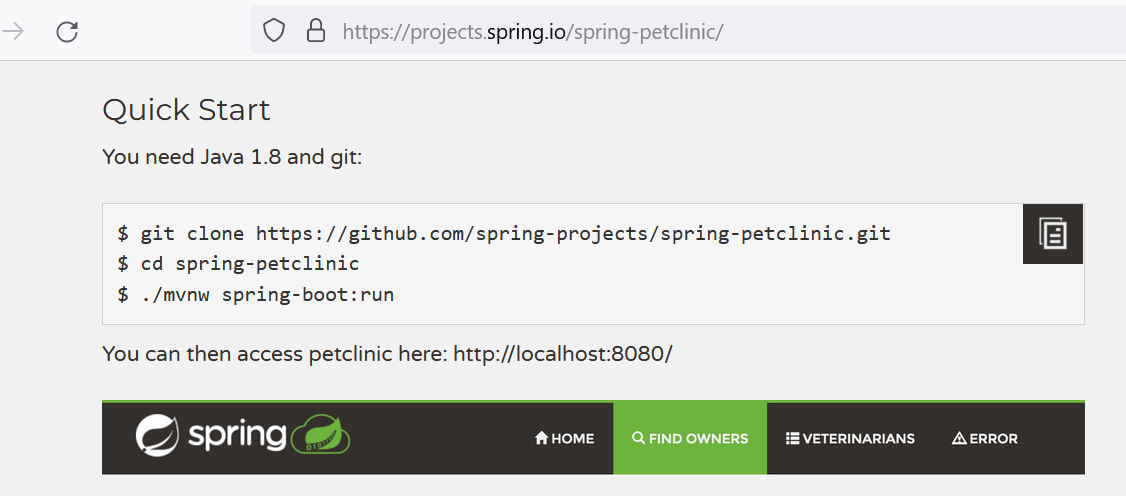 https://projects.spring.io/spring-petclinic/
Quick Start
You need Java 1.8 and git:
$ git clone https://github.com/spring-projects/spring-petclinic.git
$ cd spring-petclinic
$ ./mvnw spring-boot:run
You can then access petclinic here: http://localhost:8080/
spring HOME FIND OWNERS VETERINARIANS ERROR